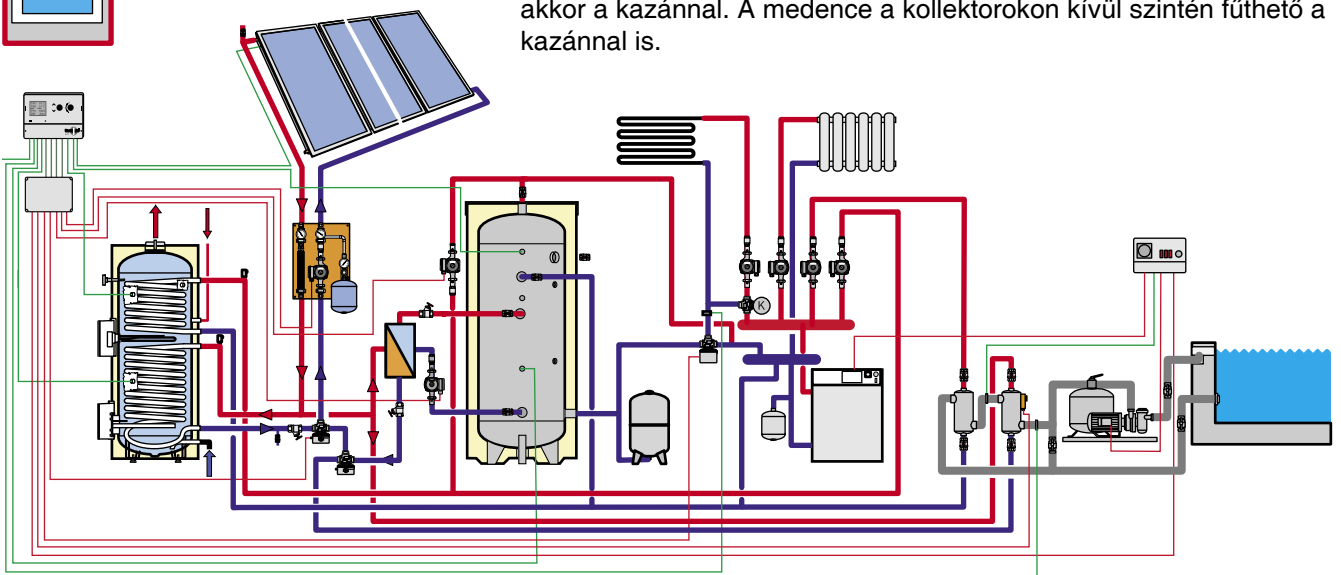 akkor a kazánnal. A medence a kollektorokon kívül szintén fűthető a
kazánnal is.
K